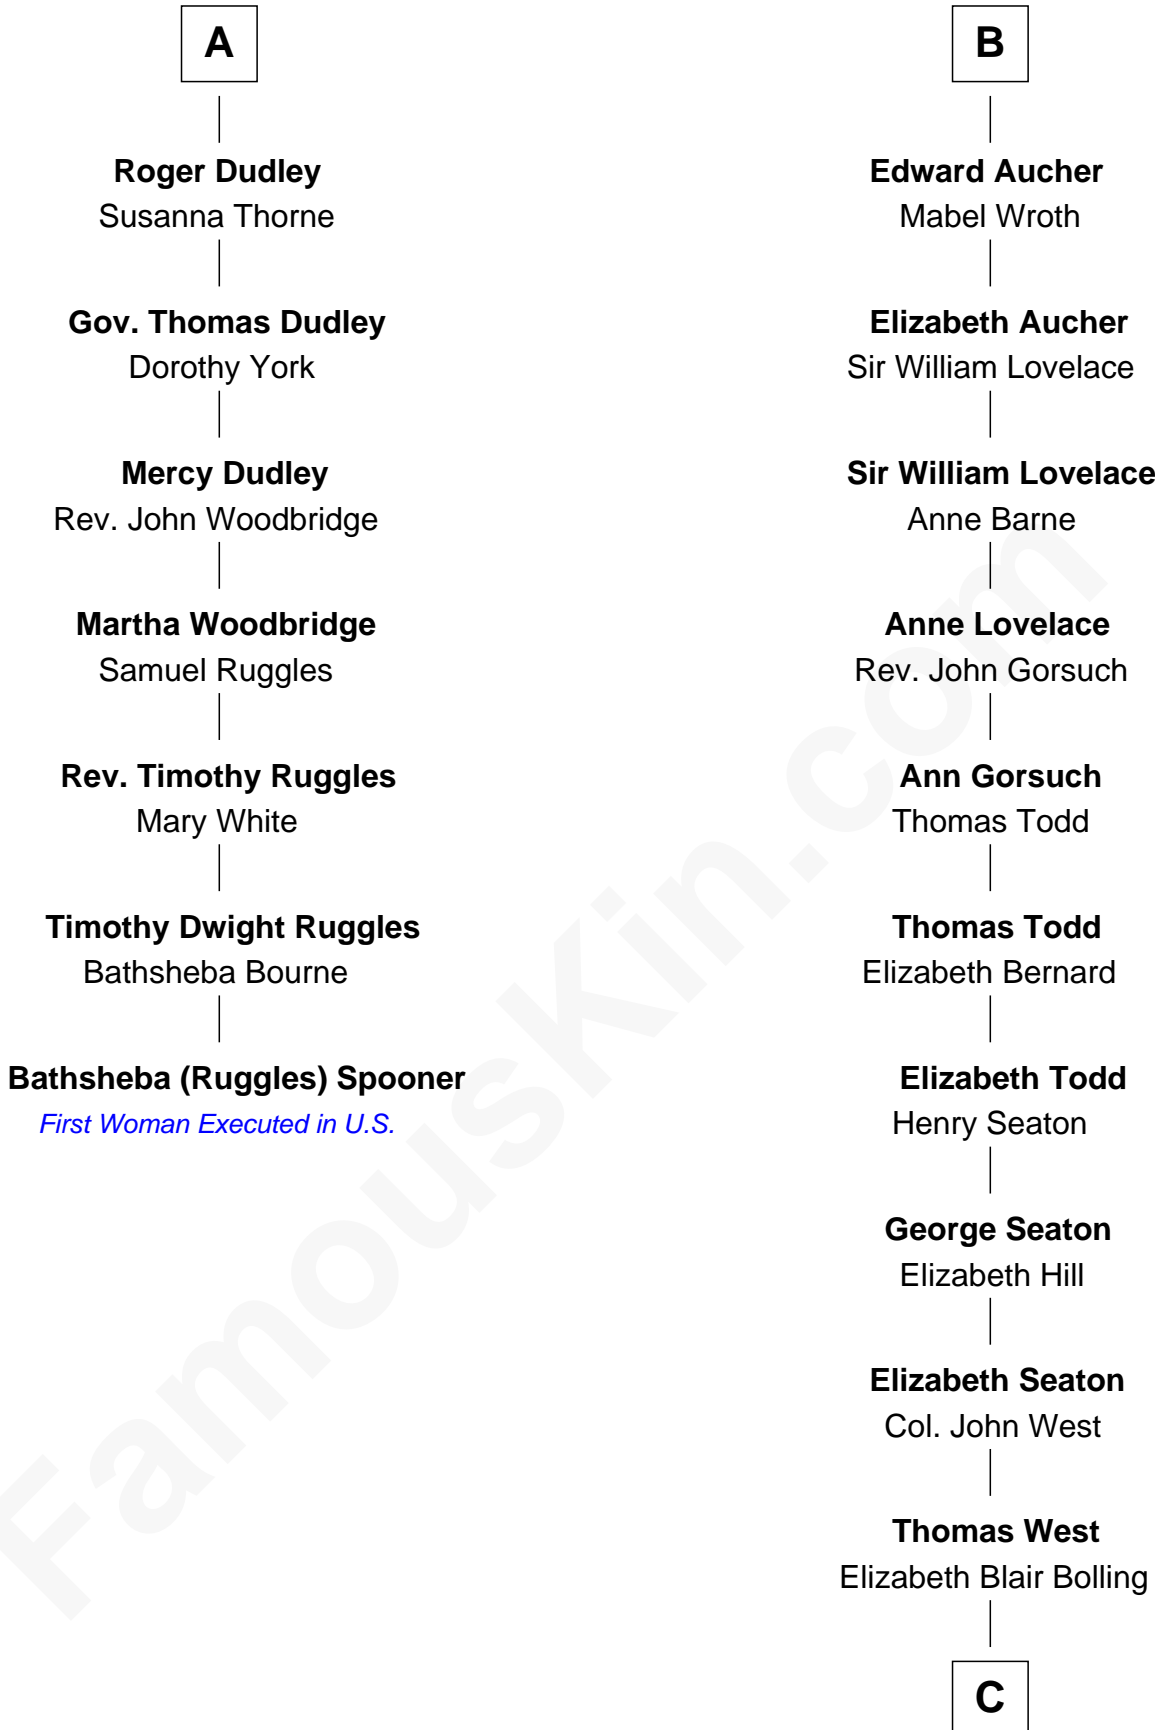 A
Roger Dudley
Susanna Thorne
Gov. Thomas Dudley
Dorothy York
Mercy Dudley
Rev. John Woodbridge
Martha Woodbridge
Samuel Ruggles
Rev. Timothy Ruggles
Mary White
Timothy Dwight Ruggles
Bathsheba Bourne
Bathsheba (Ruggles) Spooner
First Woman Executed in U.S.
B
Edward Aucher
Mabel Wroth
Elizabeth Aucher
Sir William Lovelace
Sir William Lovelace
Anne Barne
Anne Lovelace
Rev. John Gorsuch
Ann Gorsuch
Thomas Todd
Thomas Todd
Elizabeth Bernard
Elizabeth Todd
Henry Seaton
George Seaton
Elizabeth Hill
Elizabeth Seaton
Col. John West
Thomas West
Elizabeth Blair Bolling
C
FamousKin.com